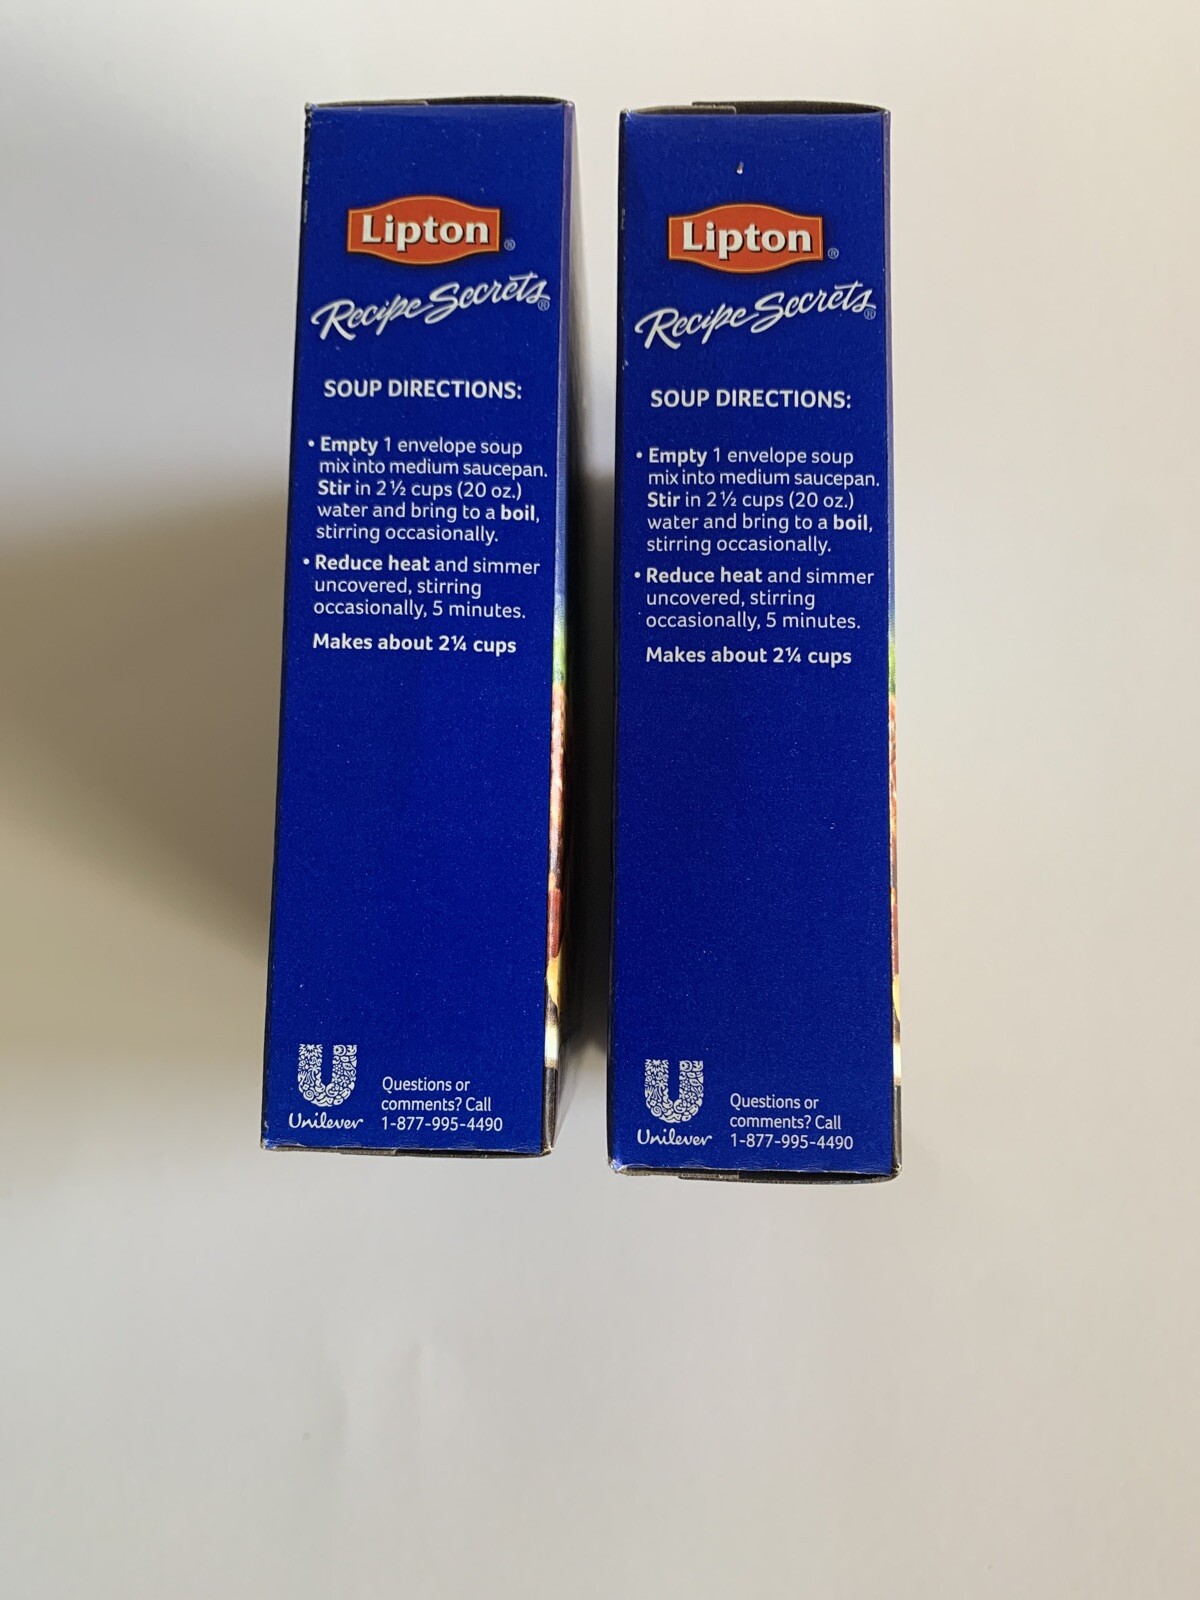 Lipton®
Recipe Secrets®
SOUP DIRECTIONS:
• Empty 1 envelope soup
mix into medium saucepan.
Stir in 2 ½ cups (20 oz.)
water and bring to a boil,
stirring occasionally.
• Reduce heat and simmer
uncovered, stirring
occasionally, 5 minutes.
Makes about 2¼ cups
Unilever
Questions or
comments? Call
1-877-995-4490
Lipton®
Recipe Secrets®
SOUP DIRECTIONS:
• Empty 1 envelope soup
mix into medium saucepan.
Stir in 2 ½ cups (20 oz.)
water and bring to a boil,
stirring occasionally.
• Reduce heat and simmer
uncovered, stirring
occasionally, 5 minutes.
Makes about 2¼ cups
Unilever
Questions or
comments? Call
1-877-995-4490